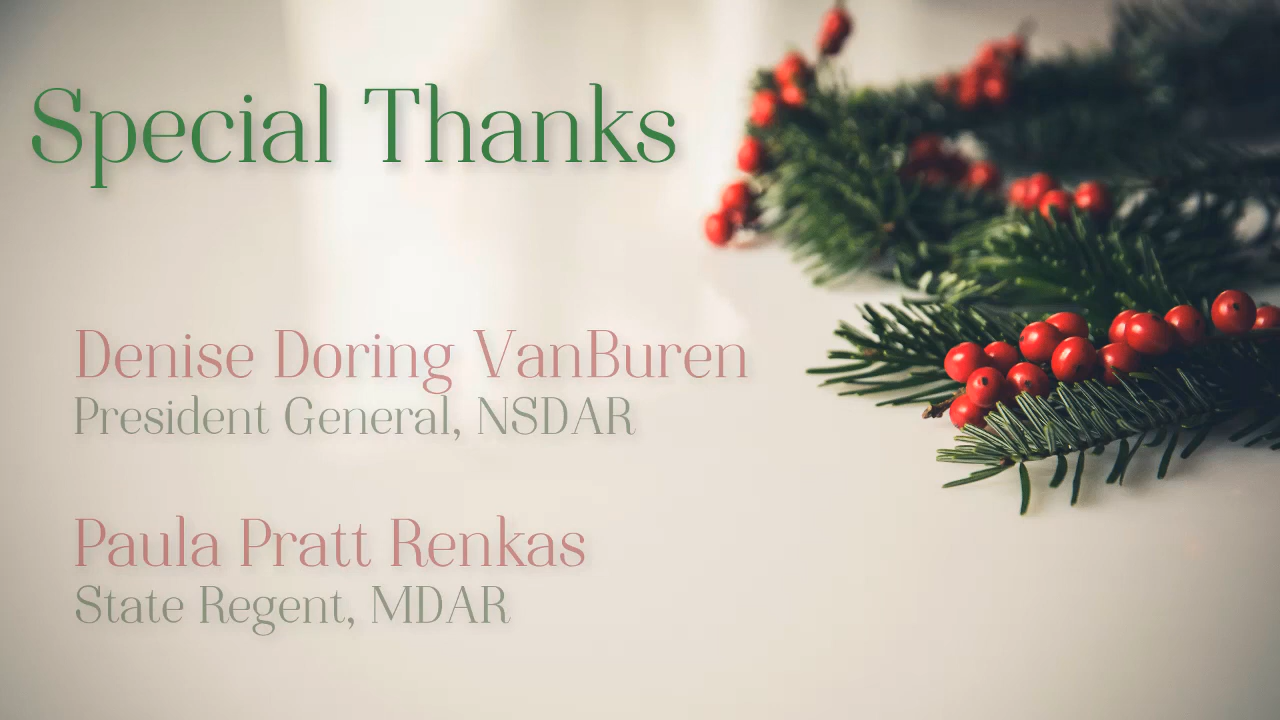 Special Thanks
Denise Doring VanBuren
President General, NSDAR
Paula Pratt Renkas
State Regent, MDAR